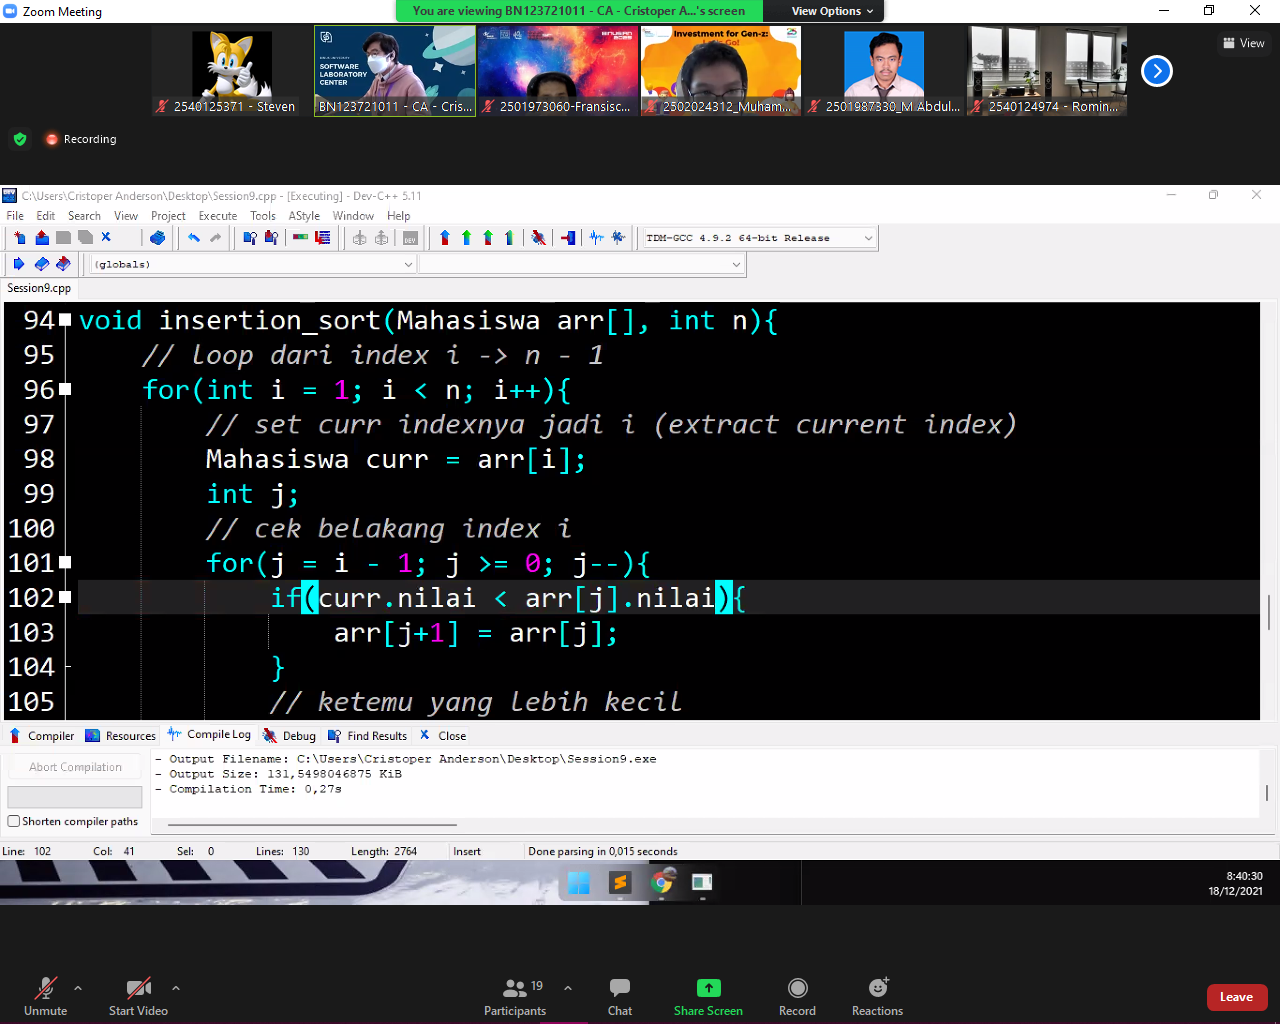 Zoom Meeting
You are viewing BN123721011 - CA - Cristoper A...'s screen
View Options
2540125371 - Steven
SOFTWARE
LABORATORY
CENTER
BN123721011 - CA - Cris...
2501973060-Fransisc...
Investment for Gen-z:
2502024312_Muham...
2501987330_M Abdul...
2540124974 - Romin...
View
Recording
C:\Users\Cristoper Anderson\Desktop\Session9.cpp - [Executing] - Dev-C++ 5.11
File Edit Search View Project Execute Tools AStyle Window Help
TDM-GCC 4.9.2 64-bit Release
(globals)
Session9.cpp
94 void insertion_sort(Mahasiswa arr[], int n){
95 // loop dari index i -> n - 1
96 for(int i = 1; i < n; i++){
97 // set curr indexnya jadi i (extract current index)
98 Mahasiswa curr = arr[i];
99 int j;
100 // cek belakang index i
101 for(j = i - 1; j >= 0; j--){
102 if(curr.nilai < arr[j].nilai){
103 arr[j+1] = arr[j];
104 }
105 // ketemu yang lebih kecil
Compiler Resources Compile Log Debug Find Results Close
Abort Compilation
Shorten compiler paths
- Output Filename: C:\Users\Cristoper Anderson\Desktop\Session9.exe
- Output Size: 131,5498046875 KiB
- Compilation Time: 0,27s
Line: 102 Col: 41 Sel: 0 Lines: 130 Length: 2764 Insert Done parsing in 0,015 seconds
8:40:30
18/12/2021
Unmute
Start Video
19
Participants
Chat
Share Screen
Record
Reactions
Leave